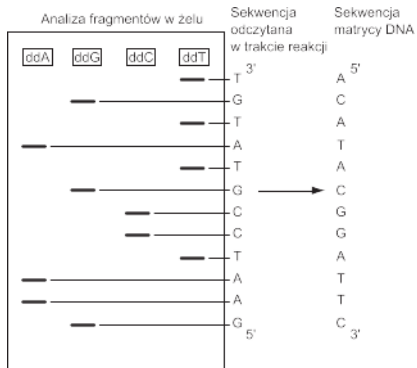 Analiza fragmentów w żelu
Sekwencja
odczytana
w trakcie reakcji
Sekwencja
matrycy DNA
ddA ddG ddC ddT
T 3' A 5'
G C
T A
A T
T A
G C
C G
C G
T A
A T
A T
G 5' C 3'